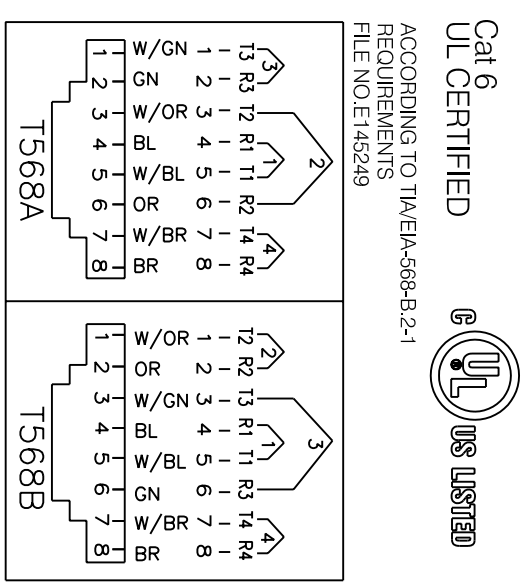 Cat 6
UL CERTIFIED
ACCORDING TO TIA/EIA-568-B.2-1
REQUIREMENTS
FILE NO.E145249
C UL ® US LISTED
1 W/GN 1 - T3
2 GN 2 - R3
3
3 W/OR 3 - T2
4 BL 4 - R1
5 W/BL 5 - T1
1
6 OR 6 - R2
2
7 W/BR 7 - T4
8 BR 8 - R4
4
T568A
1 W/OR 1 - T2
2 OR 2 - R2
2
3 W/GN 3 - T3
4 BL 4 - R1
5 W/BL 5 - T1
1
6 GN 6 - R3
3
7 W/BR 7 - T4
8 BR 8 - R4
4
T568B